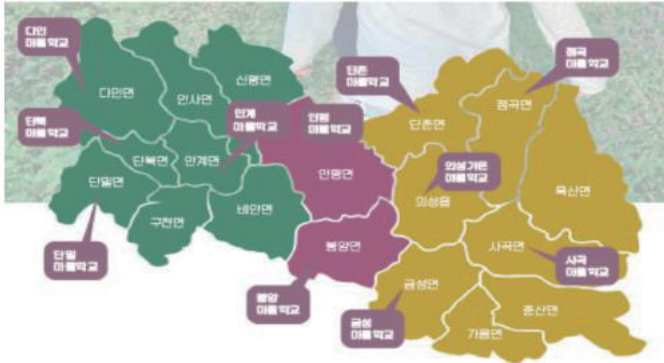 다인
마을학교
점곡
마을학교
단촌
마을학교
신평면
다인면
안사면
점곡면
단북
마을학교
안계
마을학교
안평
마을학교
단촌면
단북면
안계면
안평면
의성가른
마을학교
옥산면
단밀면
의성읍
비안면
구천면
봉양면
사곡면
단밀
마을학교
사곡
마을학교
금성면
봉양
마을학교
춘산면
금성
마을학교
가음면